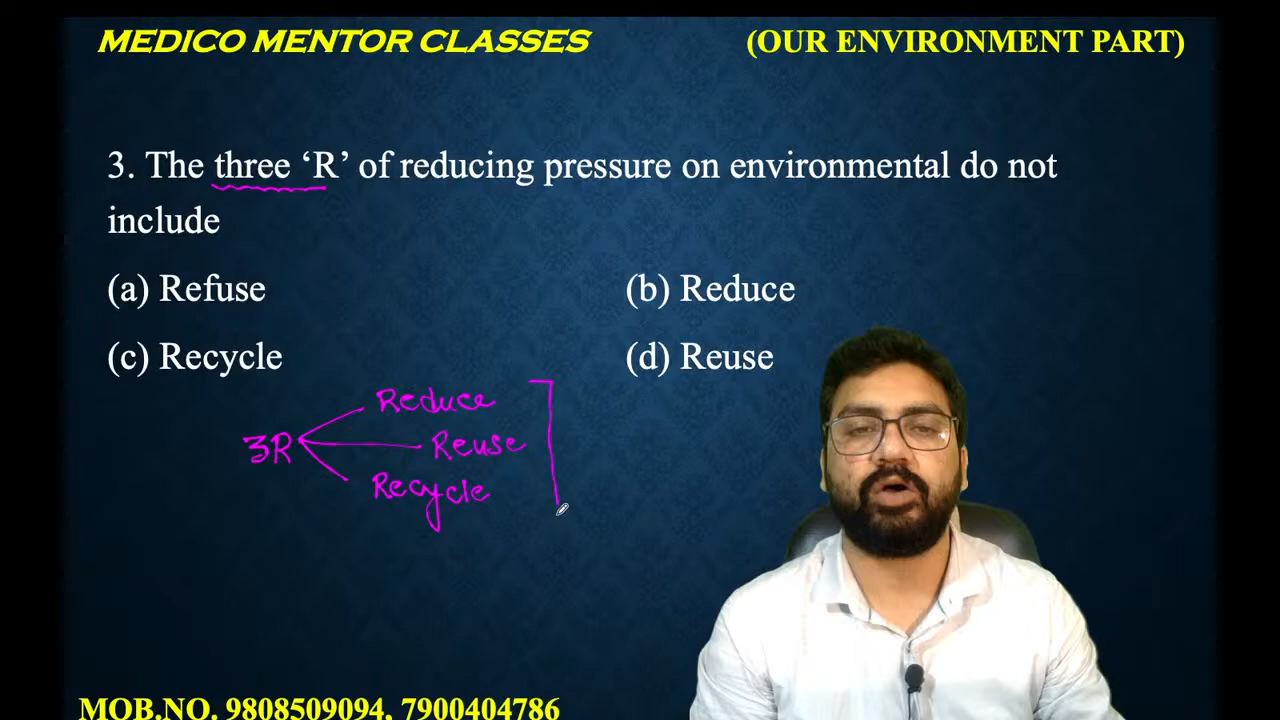 MEDICO MENTOR CLASSES (OUR ENVIRONMENT PART)
3. The three ‘R’ of reducing pressure on environmental do not
include
(a) Refuse (b) Reduce
(c) Recycle (d) Reuse
Reduce
3R Reuse
Recycle
MOB.NO. 9808509094, 7900404786